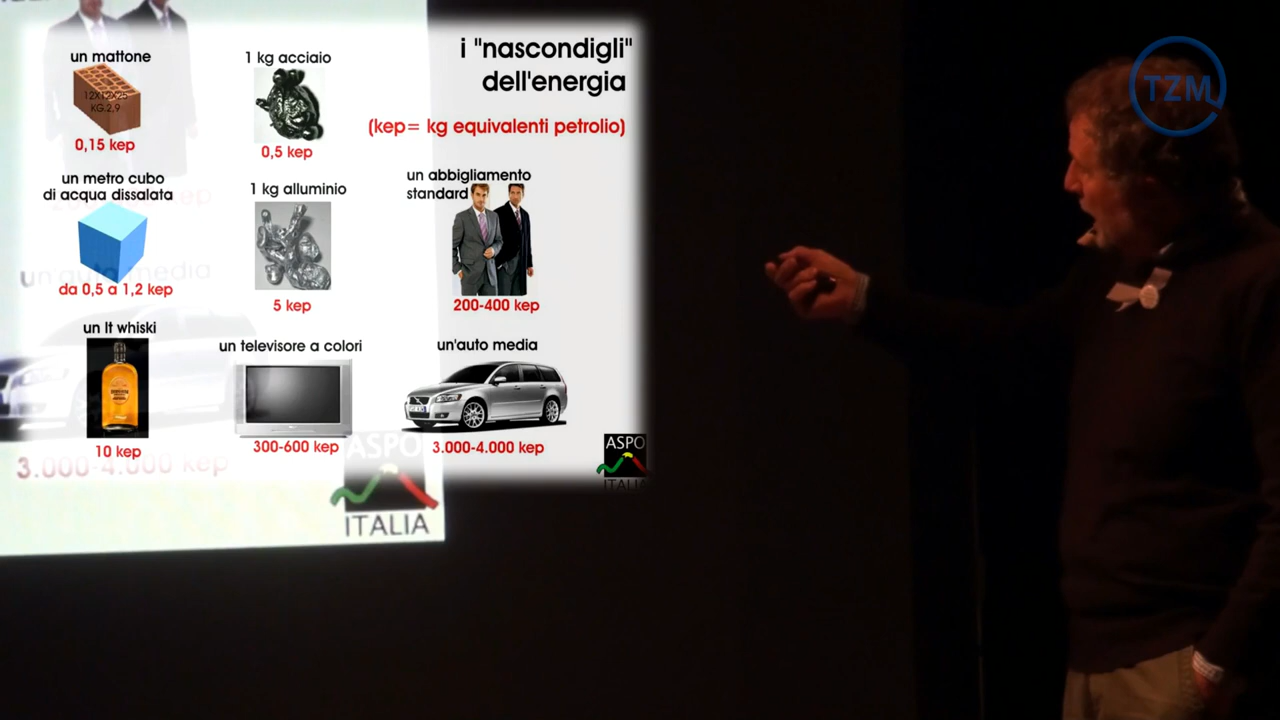 i "nascondigli"
dell'energia
(kep= kg equivalenti petrolio)
un mattone
12X12X25
KG.2,9
0,15 kep
1 kg acciaio
0,5 kep
un metro cubo
di acqua dissalata
da 0,5 a 1,2 kep
1 kg alluminio
5 kep
un abbigliamento
standard
200-400 kep
un lt whiski
10 kep
un televisore a colori
300-600 kep
un'auto media
3.000-4.000 kep
ASPO
ITALIA
un'auto media
3.000-4.000 kep
ASPO
ITALIA
TZM